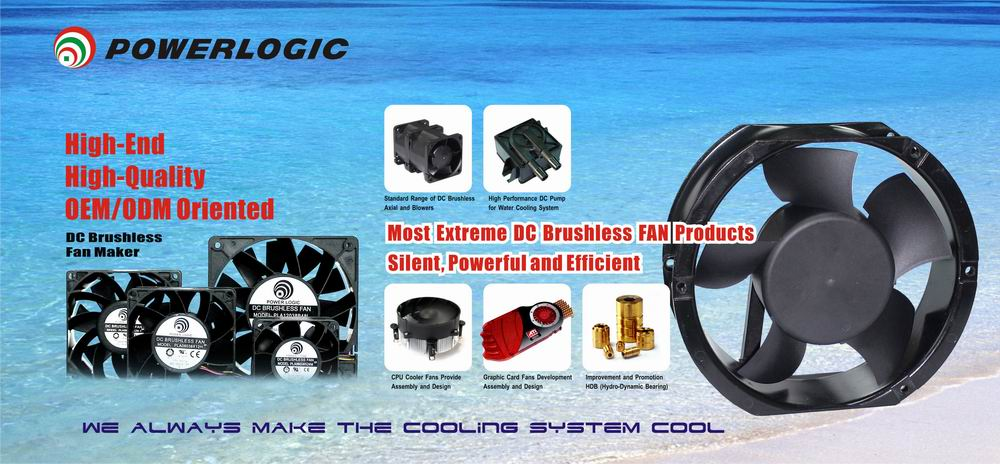 POWERLOGIC
High-End
High-Quality
OEM/ODM Oriented
DC Brushless
Fan Maker
Standard Range of DC Brushless
Axial and Blowers
High Performance DC Pump
for Water Cooling System
Most Extreme DC Brushless FAN Products
Silent, Powerful and Efficient
POWER LOGIC
DC BRUSHLESS FAN
DC BRUSHLESS FAN
DC BRUSHLESS FAN
CPU Cooler Fans Provide
Assembly and Design
Graphic Card Fans Development
Assembly and Design
Improvement and Promotion
HDB (Hydro-Dynamic Bearing)
WE ALWAYS MAKE THE COOLING SYSTEM COOL